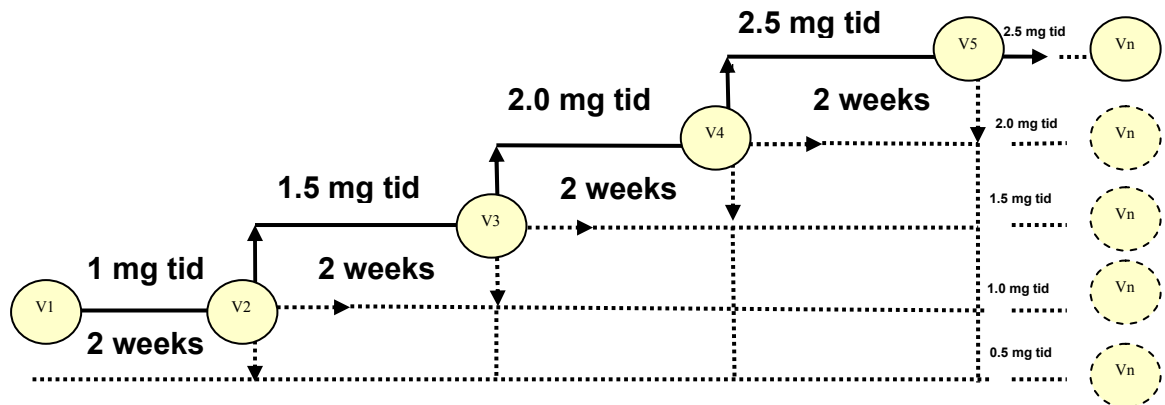 2.5 mg tid
V5
2.5 mg tid
Vn
2.0 mg tid
V4
2 weeks
2.0 mg tid
Vn
1.5 mg tid
V3
2 weeks
1.5 mg tid
Vn
1 mg tid
2 weeks
1.0 mg tid
Vn
V1
V2
2 weeks
0.5 mg tid
Vn